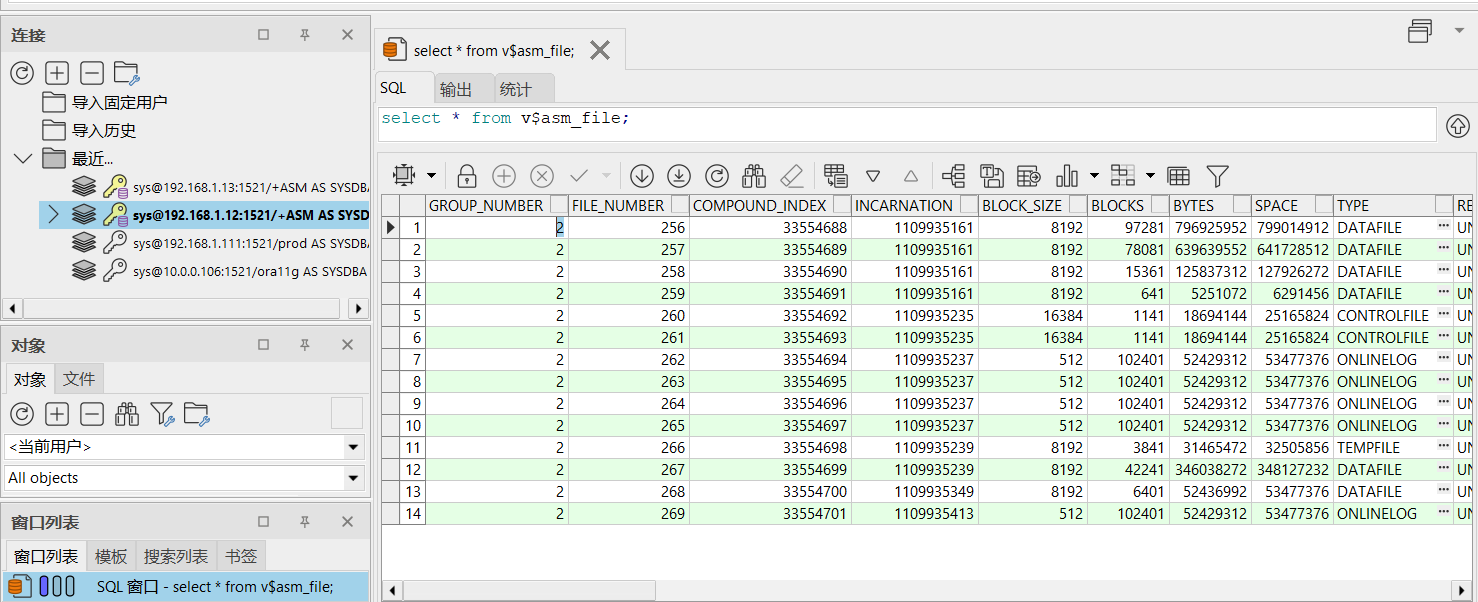 连接
导入固定用户
导入历史
最近...
sys@192.168.1.13:1521/+ASM AS SYSDBA
sys@192.168.1.12:1521/+ASM AS SYSD
sys@192.168.1.111:1521/prod AS SYSDBA
sys@10.0.0.106:1521/ora11g AS SYSDBA
对象
对象 文件
<当前用户>
All objects
窗口列表
窗口列表 模板 搜索列表 书签
SQL 窗口 - select * from v$asm_file;
select * from v$asm_file;
SQL 输出 统计
select * from v$asm_file;
GROUP_NUMBER FILE_NUMBER COMPOUND_INDEX INCARNATION BLOCK_SIZE BLOCKS BYTES SPACE TYPE RE
1 2 256 33554688 1109935161 8192 97281 796925952 799014912 DATAFILE ... UN
2 2 257 33554689 1109935161 8192 78081 639639552 641728512 DATAFILE ... UN
3 2 258 33554690 1109935161 8192 15361 125837312 127926272 DATAFILE ... UN
4 2 259 33554691 1109935161 8192 641 5251072 6291456 DATAFILE ... UN
5 2 260 33554692 1109935235 16384 1141 18694144 25165824 CONTROLFILE ... UN
6 2 261 33554693 1109935235 16384 1141 18694144 25165824 CONTROLFILE ... UN
7 2 262 33554694 1109935237 512 102401 52429312 53477376 ONLINELOG ... UN
8 2 263 33554695 1109935237 512 102401 52429312 53477376 ONLINELOG ... UN
9 2 264 33554696 1109935237 512 102401 52429312 53477376 ONLINELOG ... UN
10 2 265 33554697 1109935237 512 102401 52429312 53477376 ONLINELOG ... UN
11 2 266 33554698 1109935239 8192 3841 31465472 32505856 TEMPFILE ... UN
12 2 267 33554699 1109935239 8192 42241 346038272 348127232 DATAFILE ... UN
13 2 268 33554700 1109935349 8192 6401 52436992 53477376 DATAFILE ... UN
14 2 269 33554701 1109935413 512 102401 52429312 53477376 ONLINELOG ... UN